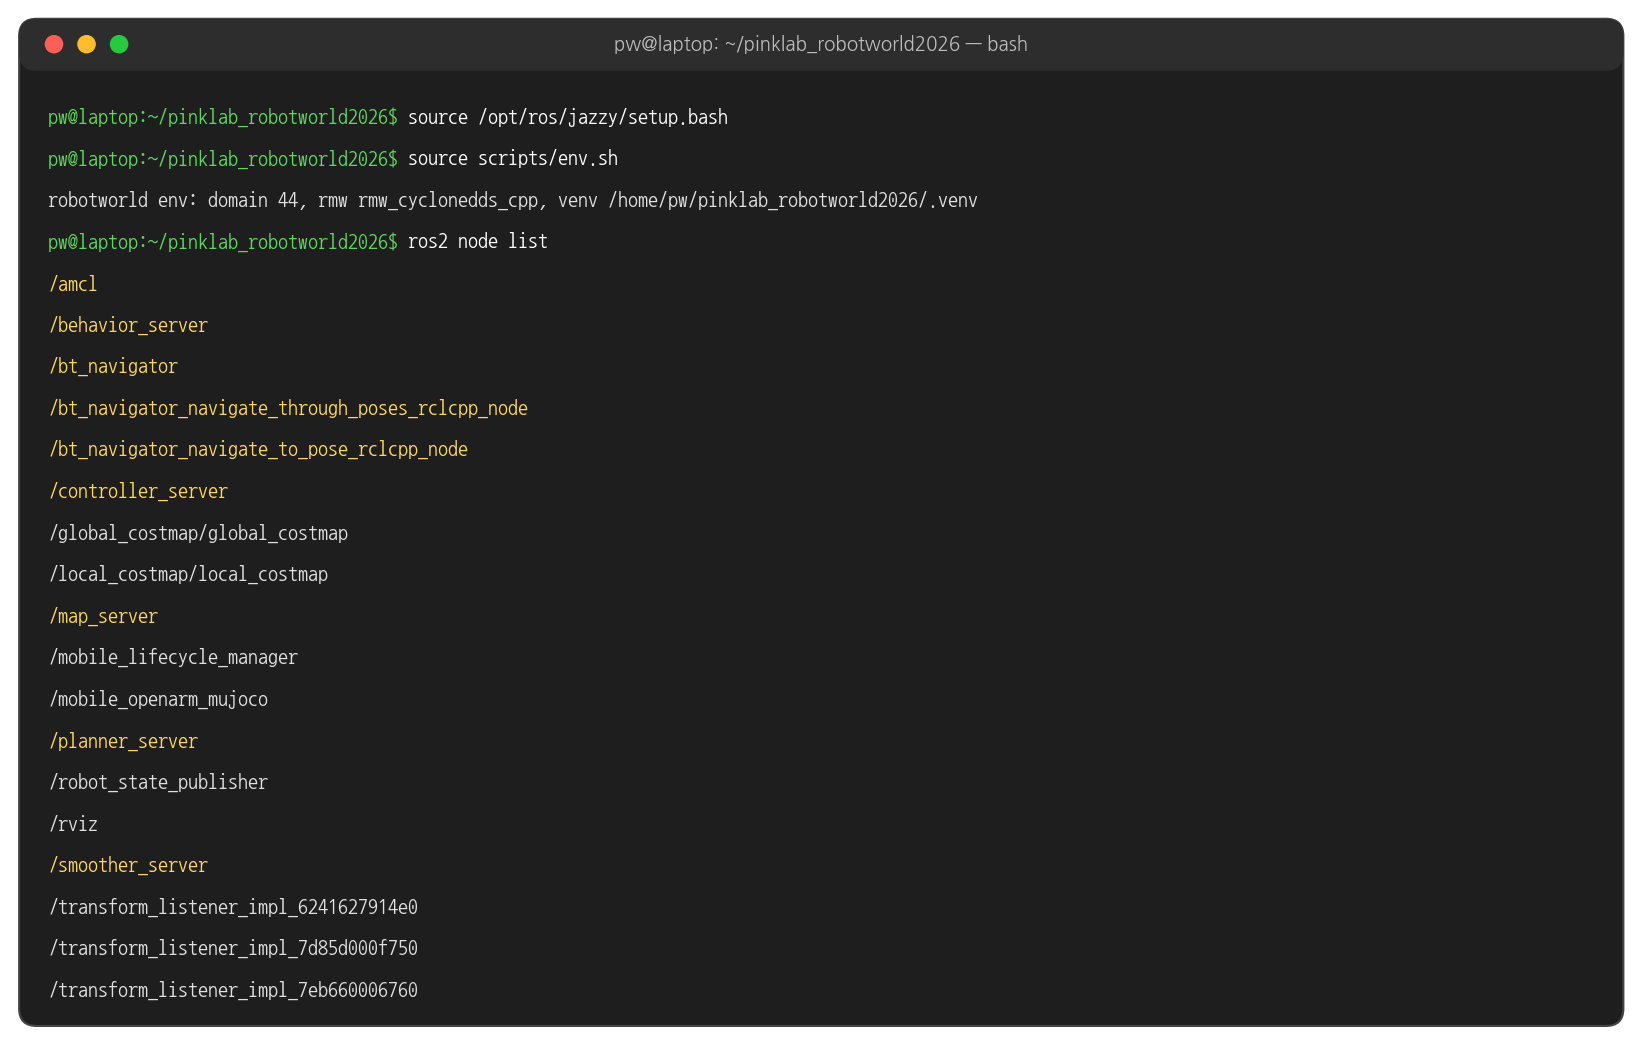 pw@laptop: ~/pinklab_robotworld2026 — bash
pw@laptop:~/pinklab_robotworld2026$ source /opt/ros/jazzy/setup.bash
pw@laptop:~/pinklab_robotworld2026$ source scripts/env.sh
robotworld env: domain 44, rmw rmw_cyclonedds_cpp, venv /home/pw/pinklab_robotworld2026/.venv
pw@laptop:~/pinklab_robotworld2026$ ros2 node list
/amcl
/behavior_server
/bt_navigator
/bt_navigator_navigate_through_poses_rclcpp_node
/bt_navigator_navigate_to_pose_rclcpp_node
/controller_server
/global_costmap/global_costmap
/local_costmap/local_costmap
/map_server
/mobile_lifecycle_manager
/mobile_openarm_mujoco
/planner_server
/robot_state_publisher
/rviz
/smoother_server
/transform_listener_impl_6241627914e0
/transform_listener_impl_7d85d000f750
/transform_listener_impl_7eb660006760